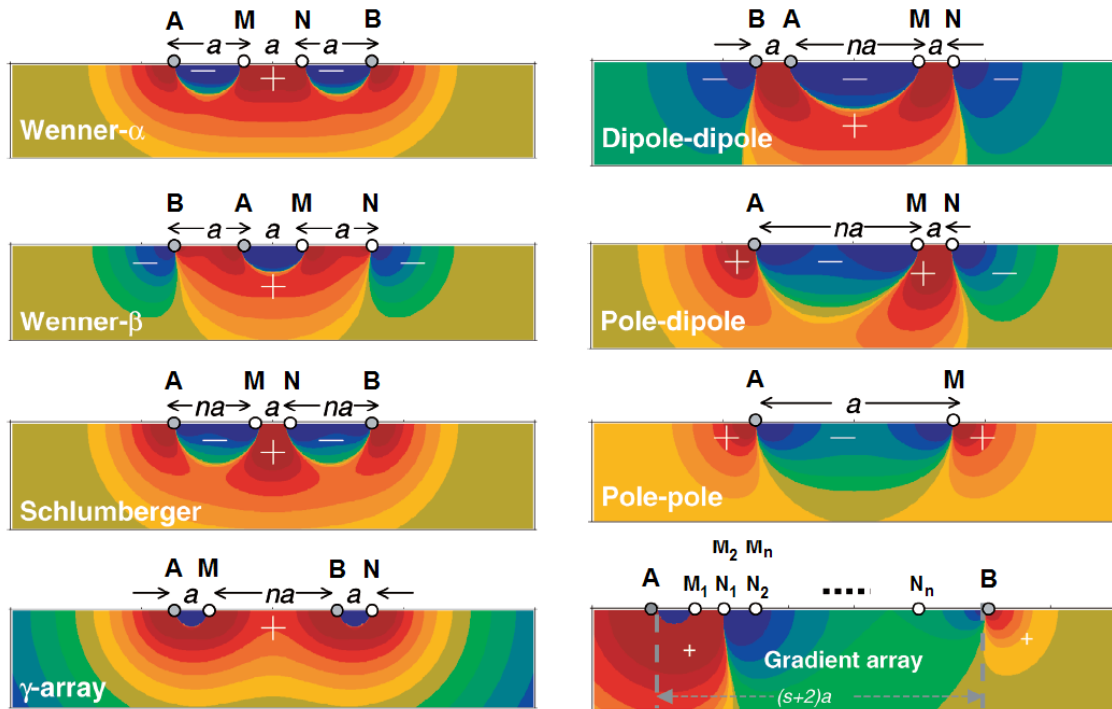 A M N B
a a a
− + −
Wenner-α
B A M N
a a a
− + −
Wenner-β
A M N B
na a na
− + −
Schlumberger
A M B N
a na a
+
γ-array
B A M N
a na a
− − + −
Dipole-dipole
A M N
na a
+ − + −
Pole-dipole
A M
a
+ − +
Pole-pole
M₂ Mₙ
A M₁ N₁ N₂ Nₙ B
+ +
Gradient array
(s+2)a